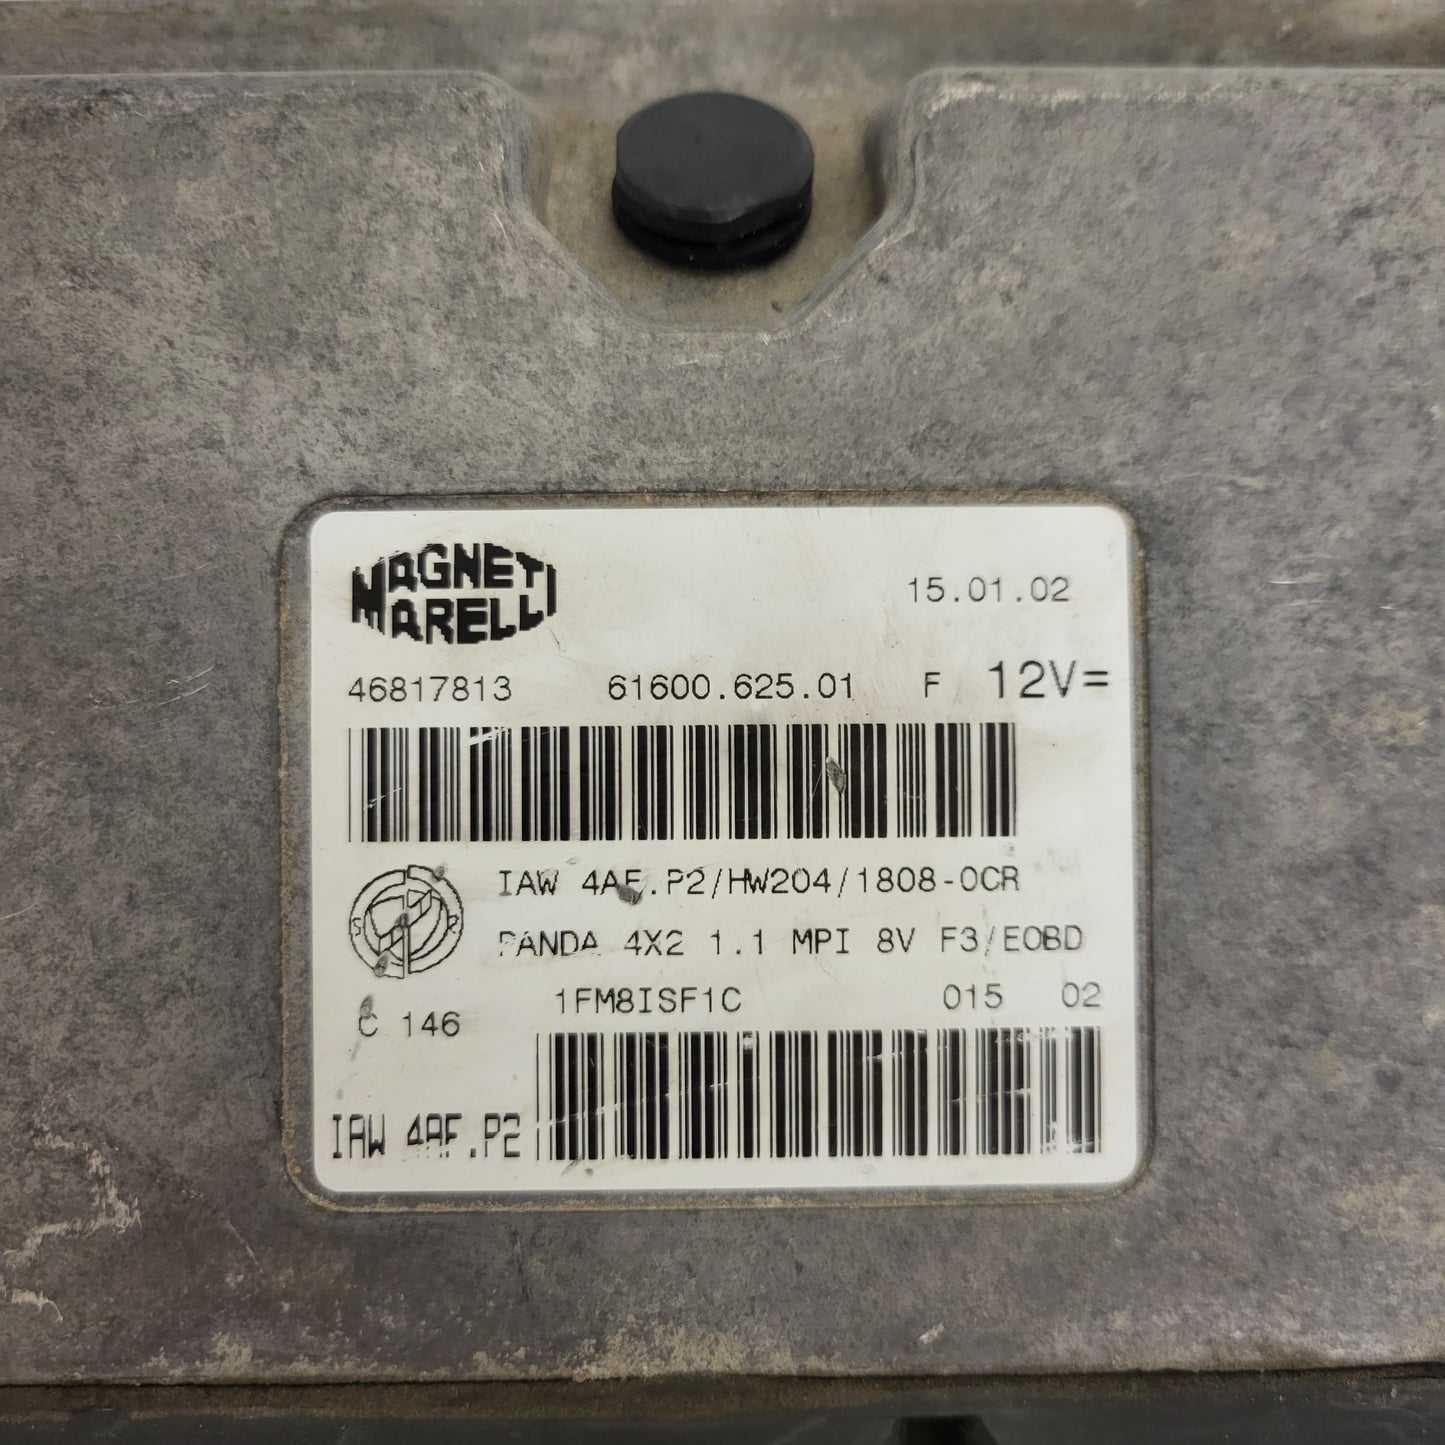 MAGNETI
MARELLI
15.01.02
46817813 61600.625.01 F 12V=
IAW 4AF.P2/HW204/1808-0CR
PANDA 4X2 1.1 MPI 8V F3/EOBD
1FM8ISF1C 015 02
C 146
IAW 4AF.P2